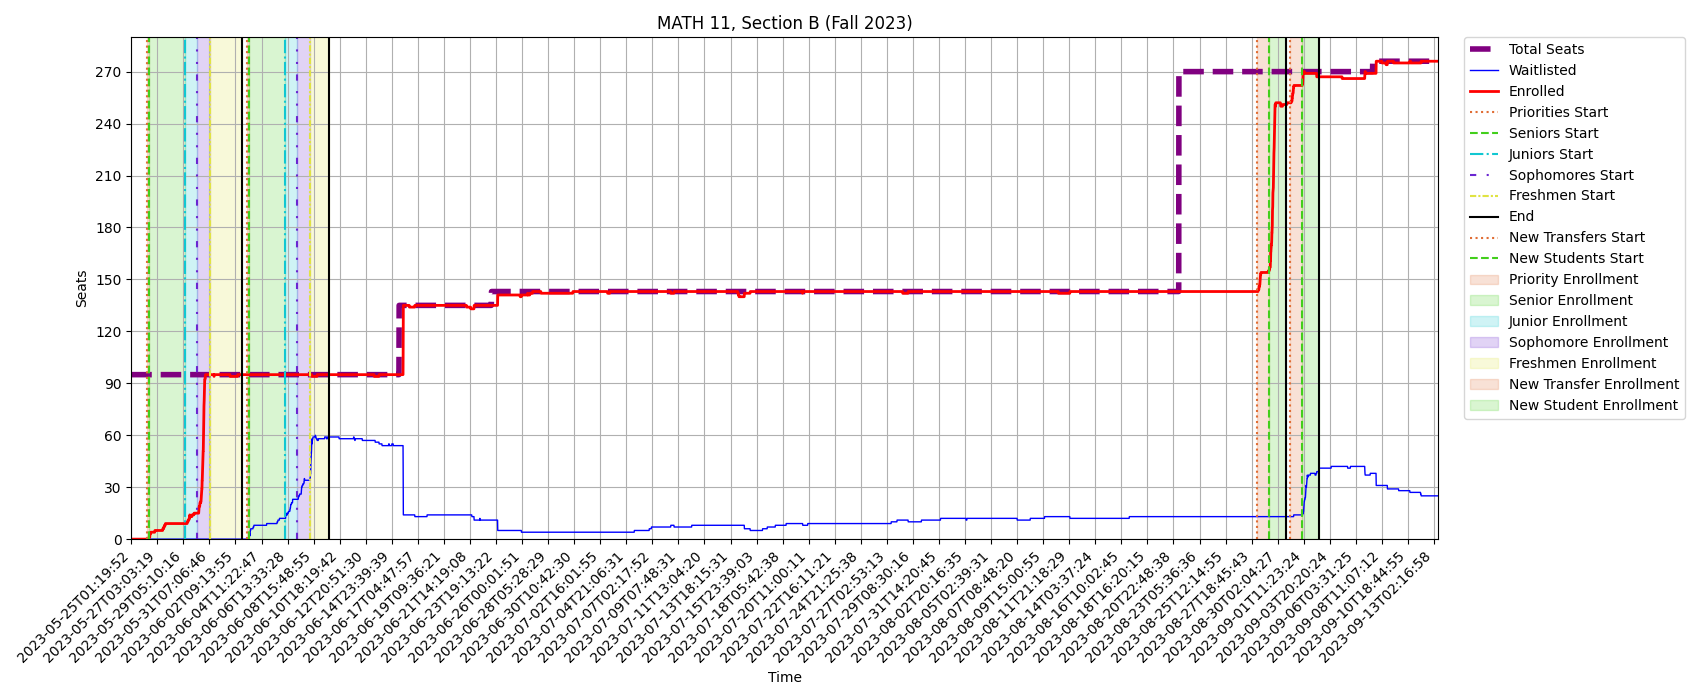 MATH 11, Section B (Fall 2023)
Seats
270
240
210
180
150
120
90
60
30
0
2023-05-25T01:19:52
2023-05-27T03:03:19
2023-05-29T05:10:16
2023-05-31T07:06:46
2023-06-02T09:13:55
2023-06-04T11:22:47
2023-06-06T13:33:28
2023-06-08T15:48:55
2023-06-10T18:19:42
2023-06-12T20:51:30
2023-06-14T23:39:39
2023-06-17T04:47:57
2023-06-19T09:36:21
2023-06-21T14:19:08
2023-06-23T19:13:22
2023-06-26T00:01:51
2023-06-28T05:28:29
2023-06-30T10:42:30
2023-07-02T16:01:55
2023-07-04T21:06:31
2023-07-07T02:17:52
2023-07-09T07:48:31
2023-07-11T13:04:20
2023-07-13T18:15:31
2023-07-15T23:39:03
2023-07-18T05:42:38
2023-07-20T11:00:11
2023-07-22T16:11:21
2023-07-24T21:25:38
2023-07-27T02:53:13
2023-07-29T08:30:16
2023-07-31T14:20:45
2023-08-02T20:16:35
2023-08-05T02:39:31
2023-08-07T08:48:20
2023-08-09T15:00:55
2023-08-11T21:18:29
2023-08-14T03:37:24
2023-08-16T10:02:45
2023-08-18T16:20:15
2023-08-20T22:48:38
2023-08-23T05:36:36
2023-08-25T12:14:55
2023-08-27T18:45:43
2023-08-30T02:04:27
2023-09-01T11:23:24
2023-09-03T20:20:24
2023-09-06T03:31:25
2023-09-08T11:07:12
2023-09-10T18:44:55
2023-09-13T02:16:58
Time
Total Seats
Waitlisted
Enrolled
Priorities Start
Seniors Start
Juniors Start
Sophomores Start
Freshmen Start
End
New Transfers Start
New Students Start
Priority Enrollment
Senior Enrollment
Junior Enrollment
Sophomore Enrollment
Freshmen Enrollment
New Transfer Enrollment
New Student Enrollment